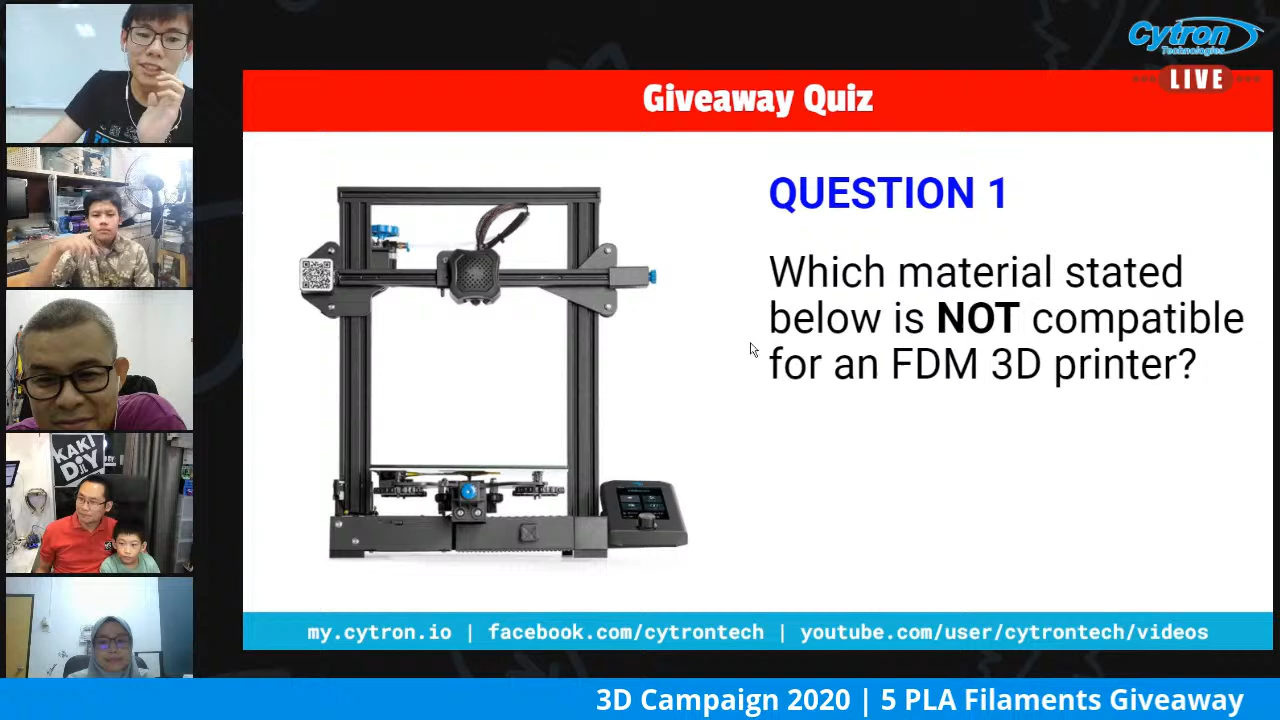 Cytron
Technologies
LIVE
Giveaway Quiz
QUESTION 1
Which material stated
below is NOT compatible
for an FDM 3D printer?
KAKI
DiY
my.cytron.io | facebook.com/cytrontech | youtube.com/user/cytrontech/videos
3D Campaign 2020 | 5 PLA Filaments Giveaway